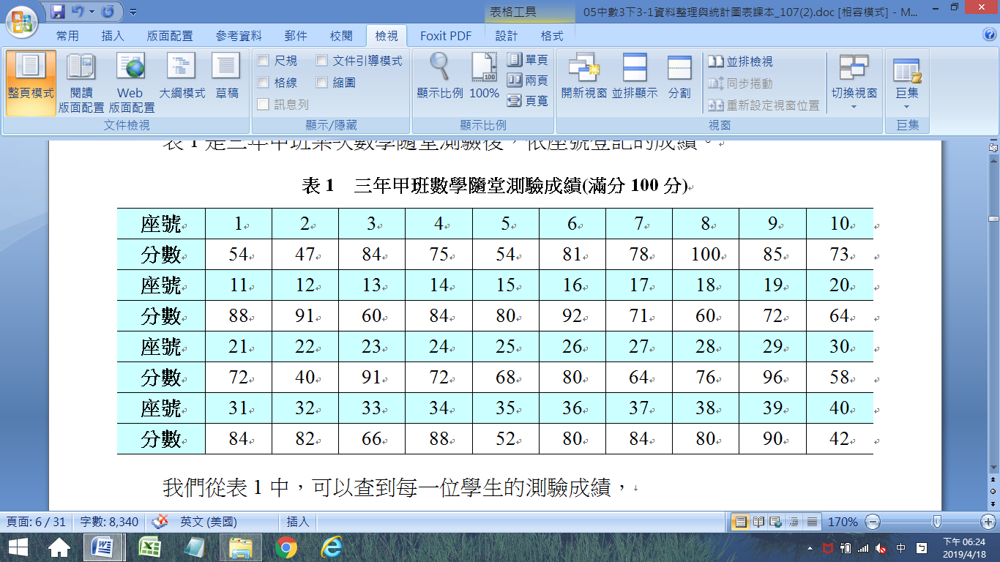 表格工具
05中數3下3-1資料整理與統計圖表課本_107(2).doc [相容模式] - M...
常用 插入 版面配置 參考資料 郵件 校閱 檢視 Foxit PDF 設計 格式
整頁模式 閱讀 版面配置 Web 版面配置 大綱模式 草稿
文件檢視
尺規 文件引導模式
格線 縮圖
訊息列
顯示/隱藏
顯示比例 100% 單頁 兩頁 頁寬
顯示比例
開新視窗 並排顯示 分割 並排檢視 同步捲動 重新設定視窗位置 切換視窗
視窗
巨集
巨集
表 1 是三年甲班某次數學隨堂測驗後，依座號登記的成績。
表 1 三年甲班數學隨堂測驗成績(滿分 100 分)
座號 1 2 3 4 5 6 7 8 9 10
分數 54 47 84 75 54 81 78 100 85 73
座號 11 12 13 14 15 16 17 18 19 20
分數 88 91 60 84 80 92 71 60 72 64
座號 21 22 23 24 25 26 27 28 29 30
分數 72 40 91 72 68 80 64 76 96 58
座號 31 32 33 34 35 36 37 38 39 40
分數 84 82 66 88 52 80 84 80 90 42
我們從表 1 中，可以查到每一位學生的測驗成績，
頁面: 6 / 31 字數: 8,340 英文 (美國) 插入 170%
中
下午 06:24
2019/4/18